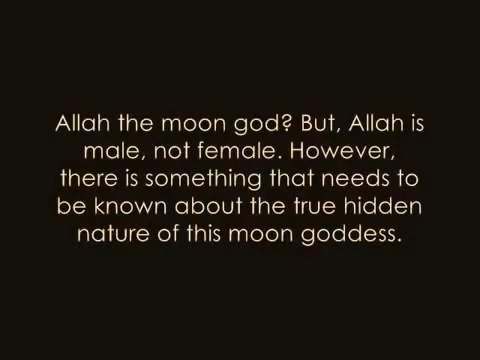 Allah the moon god? But, Allah is
male, not female. However,
there is something that needs to
be known about the true hidden
nature of this moon goddess.